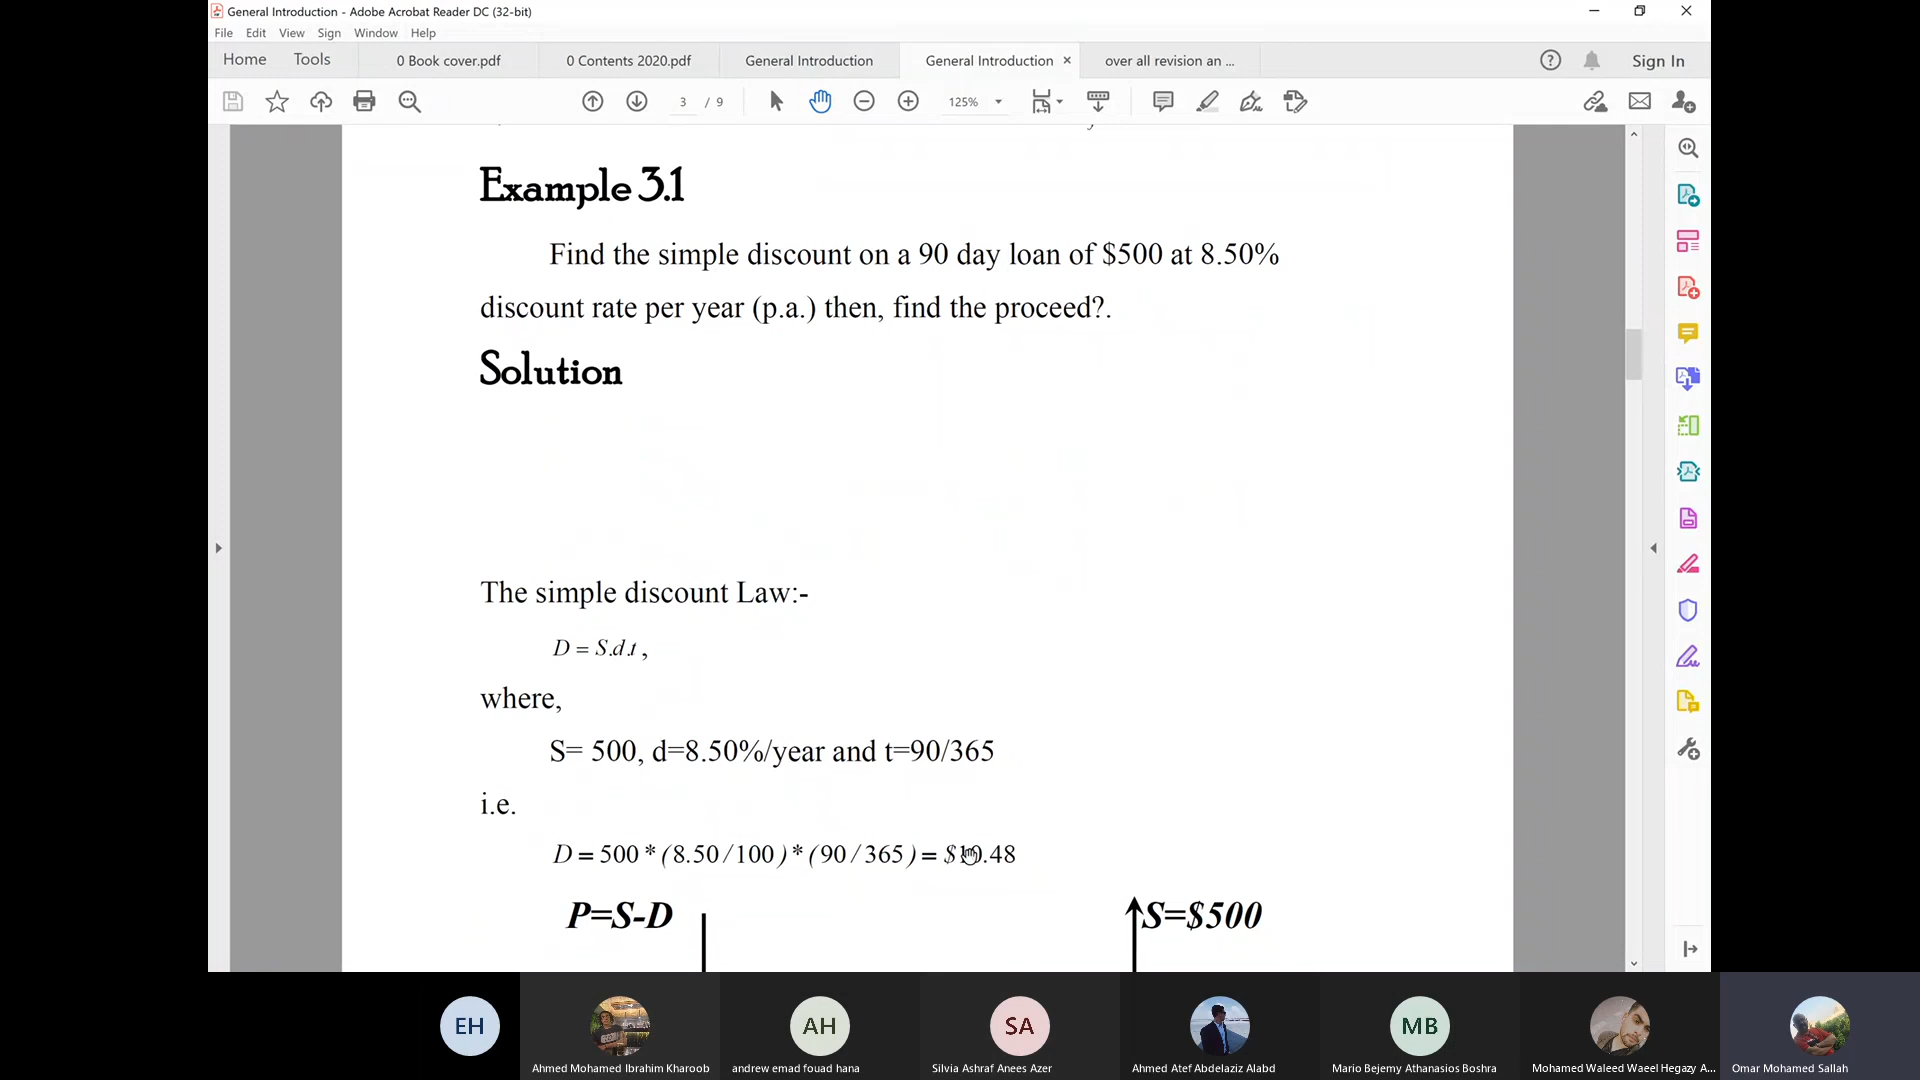 General Introduction - Adobe Acrobat Reader DC (32-bit)
File Edit View Sign Window Help
Home Tools 0 Book cover.pdf 0 Contents 2020.pdf General Introduction General Introduction × over all revision an ... Sign In
3 / 9 125%
Example 3.1
Find the simple discount on a 90 day loan of $500 at 8.50%
discount rate per year (p.a.) then, find the proceed?.
Solution
The simple discount Law:-
D = S.d.t ,
where,
S= 500, d=8.50%/year and t=90/365
i.e.
D = 500 * (8.50 / 100 ) * (90 / 365 ) = $10.48
P=S-D S=$500
EH AH SA MB
Ahmed Mohamed Ibrahim Kharoob andrew emad fouad hana Silvia Ashraf Anees Azer Ahmed Atef Abdelaziz Alabd Mario Bejemy Athanasios Boshra Mohamed Waleed Waeel Hegazy A... Omar Mohamed Sallah